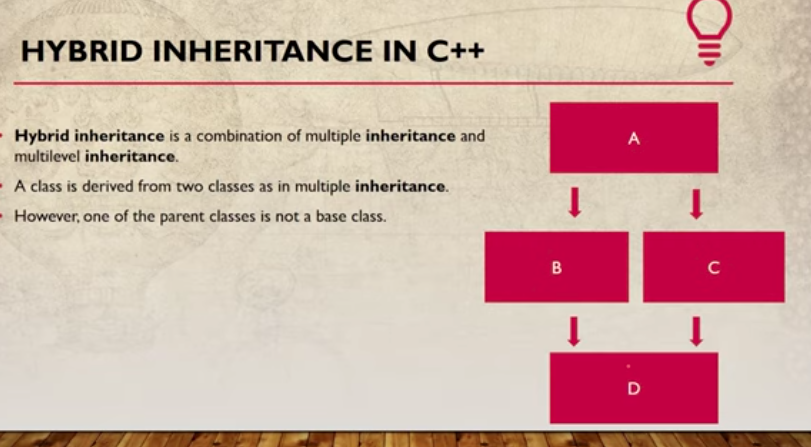 HYBRID INHERITANCE IN C++
Hybrid inheritance is a combination of multiple inheritance and
multilevel inheritance.
A class is derived from two classes as in multiple inheritance.
However, one of the parent classes is not a base class.
A
B
C
D